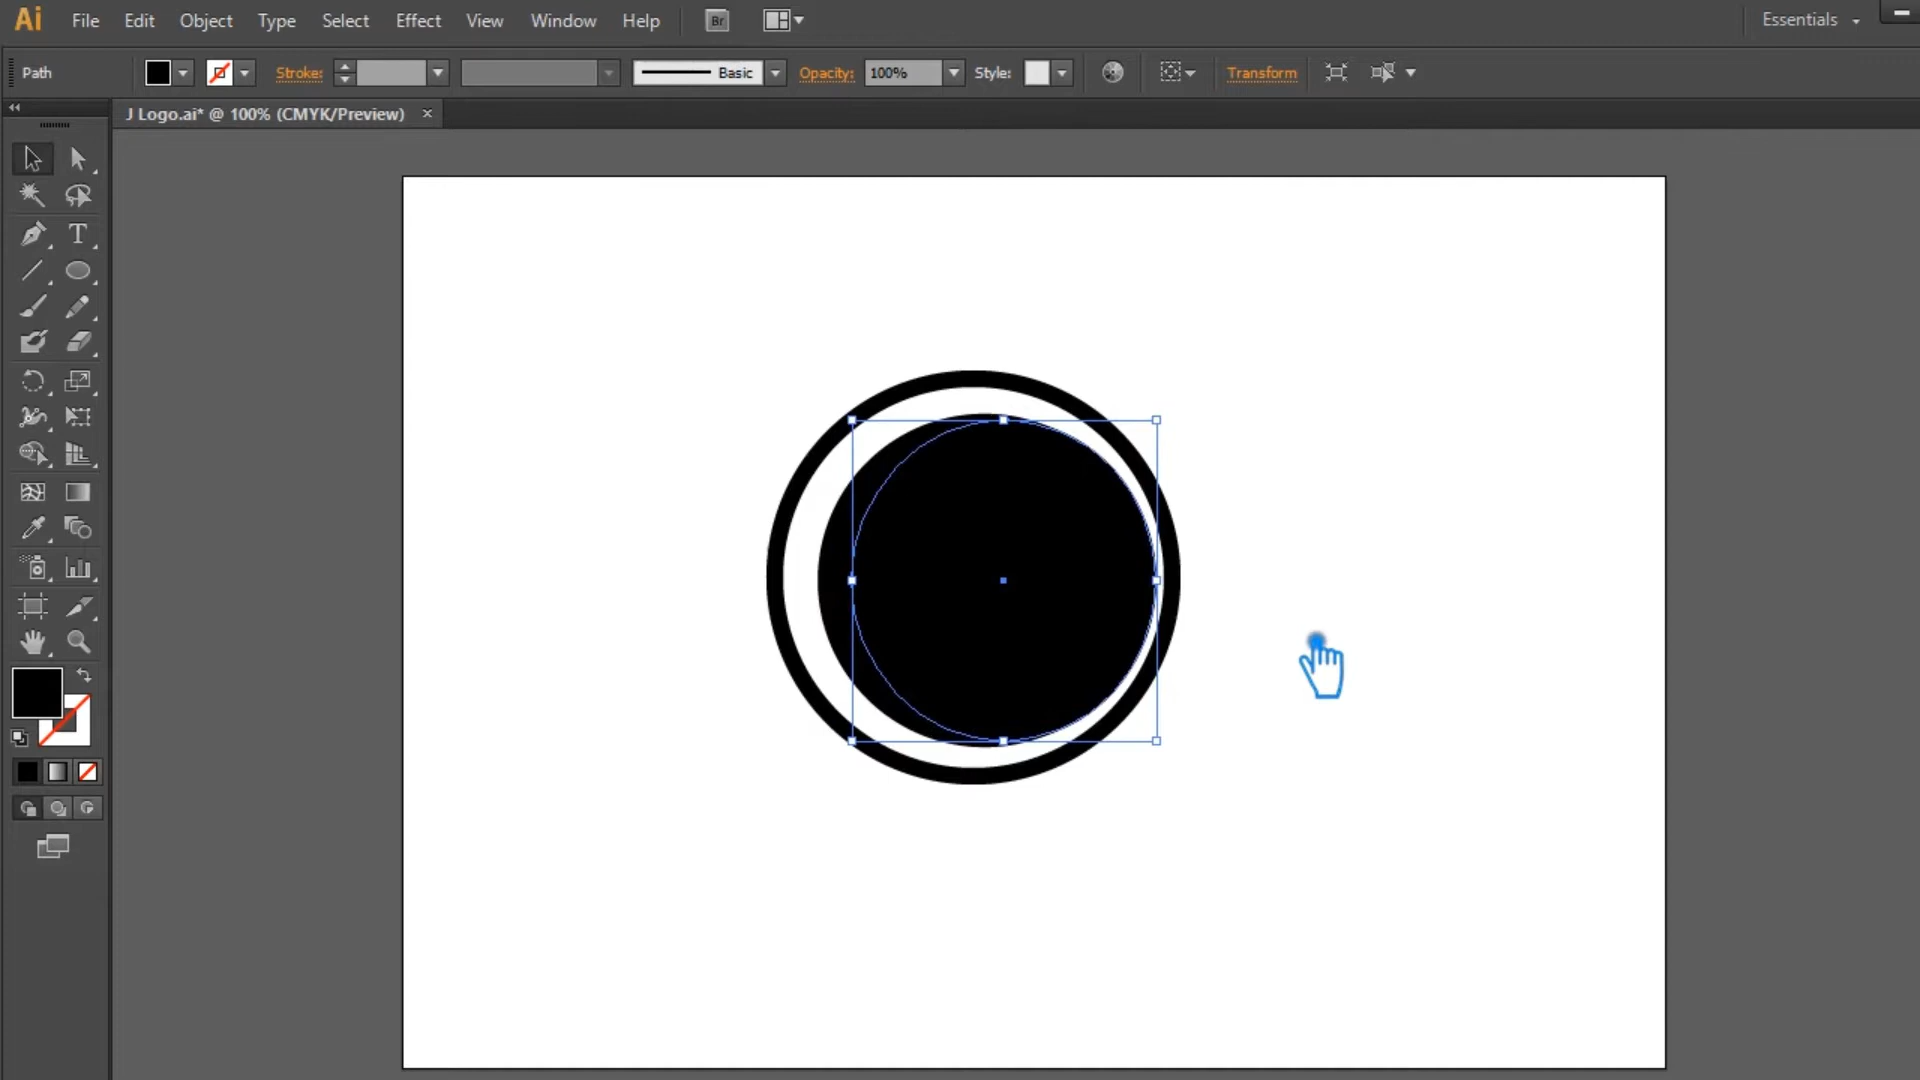 Ai File Edit Object Type Select Effect View Window Help Br Essentials
Path Stroke: Basic Opacity: 100% Style: Transform
J Logo.ai* @ 100% (CMYK/Preview) ×
T